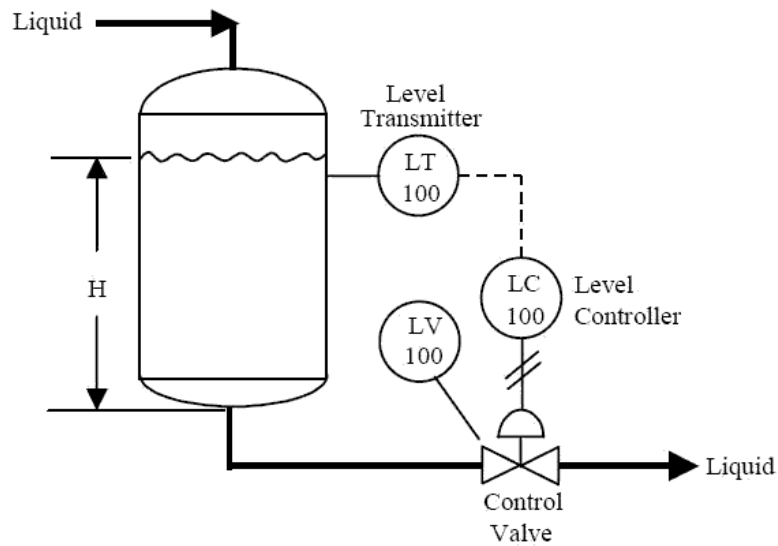 Liquid
Level
Transmitter
LT
100
H
LC
100
Level
Controller
LV
100
Liquid
Control
Valve